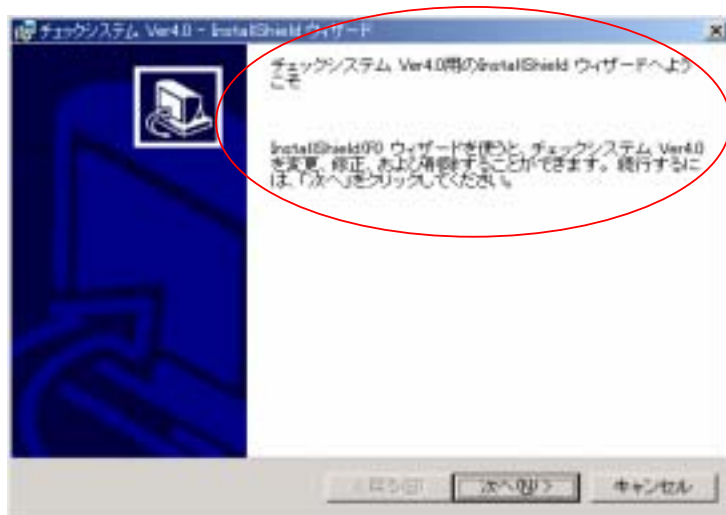 チェックシステム Ver4.0 - InstallShield ウィザード
チェックシステム Ver4.0用のInstallShield ウィザードへよう
こそ
InstallShield(R) ウィザードを使うと、チェックシステム Ver4.0
を変更、修正、および削除することができます。続行するに
は、「次へ」をクリックしてください。
< 戻る(B) 次へ(N) > キャンセル